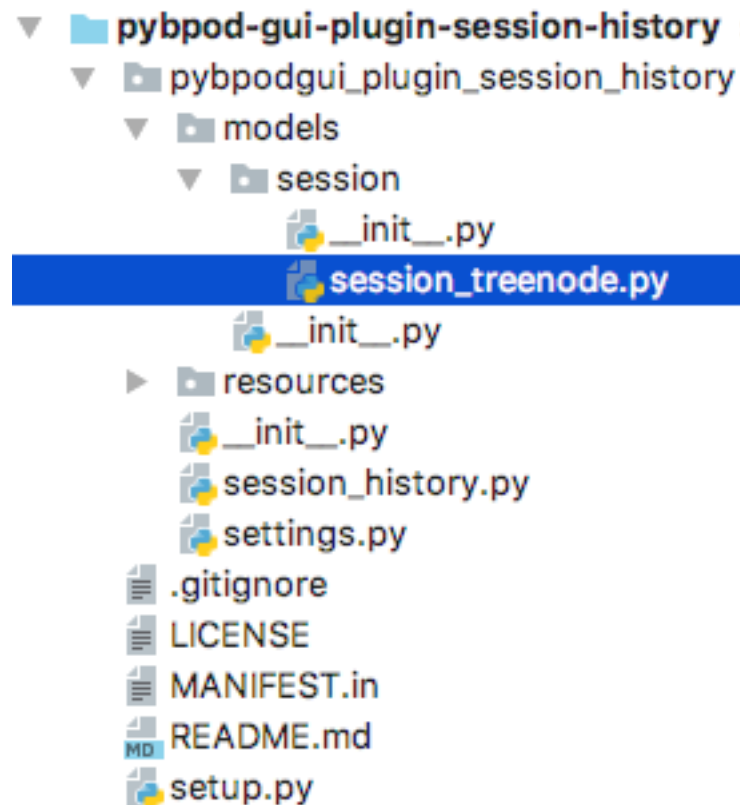 pybpod-gui-plugin-session-history
pybpodgui_plugin_session_history
models
session
__init__.py
session_treenode.py
__init__.py
resources
__init__.py
session_history.py
settings.py
.gitignore
LICENSE
MANIFEST.in
MD README.md
setup.py